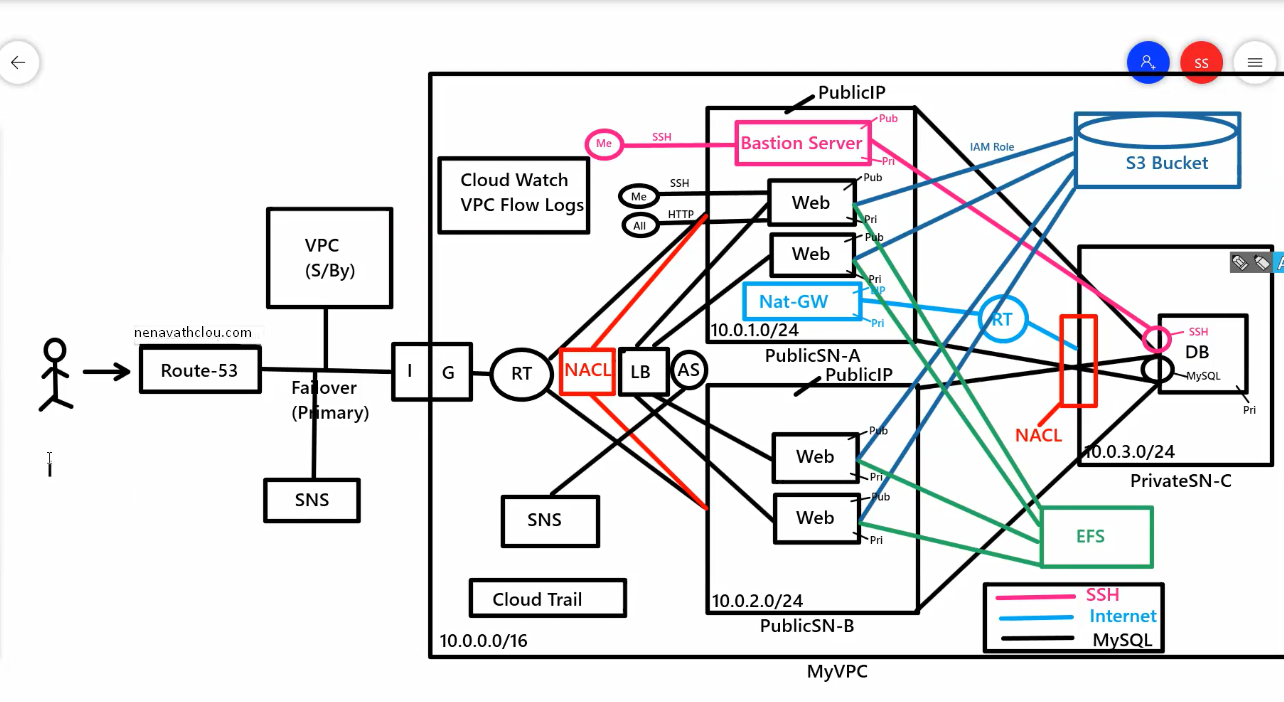 SS
PublicIP
Pub
Me
SSH
Bastion Server
Pri
IAM Role
S3 Bucket
Cloud Watch
VPC Flow Logs
Me
SSH
Web
Pub
All
HTTP
Pri
Pub
Web
Pri
VPC
(S/By)
Nat-GW
Pri
RT
10.0.1.0/24
PublicSN-A
nenavathclou.com
Route-53
Failover
(Primary)
I G
RT
NACL
LB
AS
PublicIP
SSH
DB
MySQL
Pri
NACL
10.0.3.0/24
PrivateSN-C
Pub
Web
Pri
Pub
Web
Pri
SNS
SNS
EFS
Cloud Trail
10.0.2.0/24
PublicSN-B
SSH
Internet
MySQL
10.0.0.0/16
MyVPC